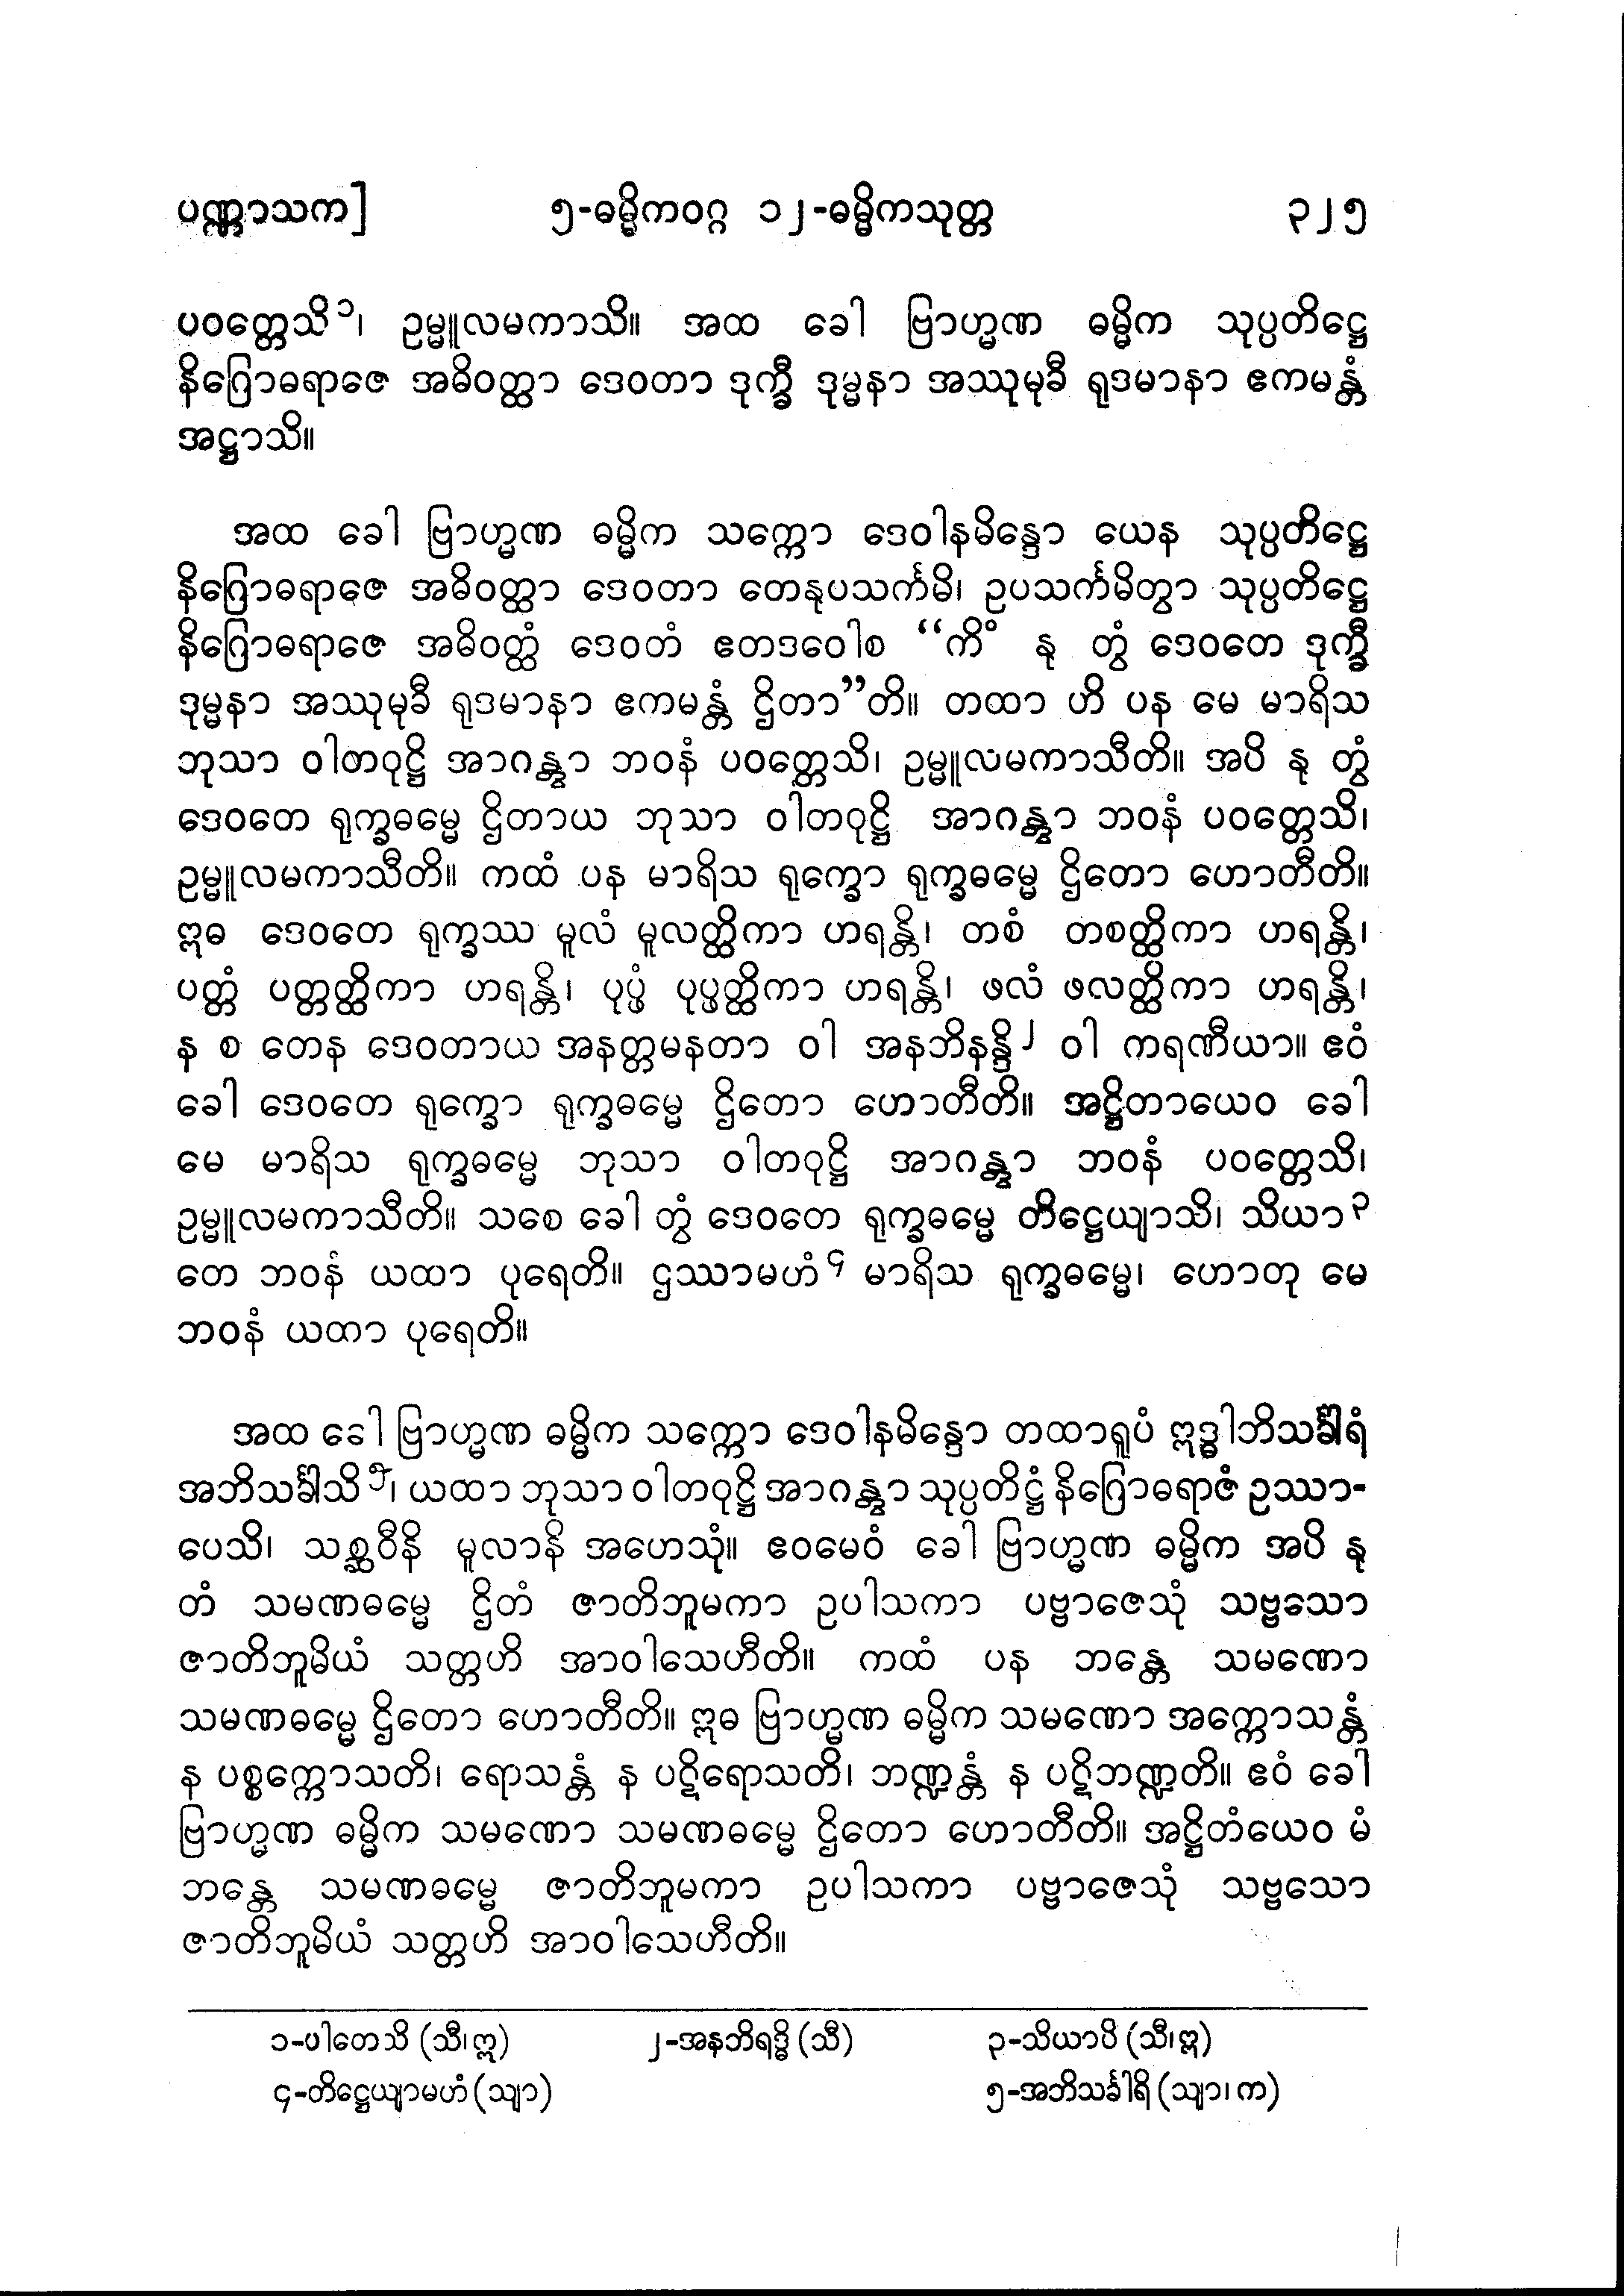 ပဏ္ဏာသက] ၅-ဓမ္မိကဝဂ္ဂ ၁၂-ဓမ္မိကသုတ္တ ၃၂၅
ပဝတ္တေသိ၁၊ ဥမ္မူလမကာသိ။ အထ ခေါ ဗြာဟ္မဏ ဓမ္မိက သုပ္ပတိဋ္ဌေ
နိဂြောဓရာဇေ အဓိဝတ္ထာ ဒေဝတာ ဒုက္ခီ ဒုမ္မနာ အဿုမုခီ ရုဒမာနာ ဧကမန္တံ
အဋ္ဌာသိ။
အထ ခေါ ဗြာဟ္မဏ ဓမ္မိက သက္ကော ဒေဝါနမိန္ဒော ယေန သုပ္ပတိဋ္ဌေ
နိဂြောဓရာဇေ အဓိဝတ္ထာ ဒေဝတာ တေနုပသင်္ကမိ၊ ဥပသင်္ကမိတွာ သုပ္ပတိဋ္ဌေ
နိဂြောဓရာဇေ အဓိဝတ္ထံ ဒေဝတံ ဧတဒဝေါစ “ကိံ နု တွံ ဒေဝတေ ဒုက္ခီ
ဒုမ္မနာ အဿုမုခီ ရုဒမာနာ ဧကမန္တံ ဌိတာ”တိ။ တထာ ဟိ ပန မေ မာရိသ
ဘုသာ ဝါတဝုဋ္ဌိ အာဂန္တွာ ဘဝနံ ပဝတ္တေသိ၊ ဥမ္မူလမကာသီတိ။ အပိ နု တွံ
ဒေဝတေ ရုက္ခဓမ္မေ ဌိတာယ ဘုသာ ဝါတဝုဋ္ဌိ အာဂန္တွာ ဘဝနံ ပဝတ္တေသိ၊
ဥမ္မူလမကာသီတိ။ ကထံ ပန မာရိသ ရုက္ခော ရုက္ခဓမ္မေ ဌိတော ဟောတီတိ။
ဣဓ ဒေဝတေ ရုက္ခဿ မူလံ မူလတ္ထိကာ ဟရန္တိ၊ တစံ တစတ္ထိကာ ဟရန္တိ၊
ပတ္တံ ပတ္တတ္ထိကာ ဟရန္တိ၊ ပုပ္ဖံ ပုပ္ဖတ္ထိကာ ဟရန္တိ၊ ဖလံ ဖလတ္ထိကာ ဟရန္တိ၊
န စ တေန ဒေဝတာယ အနတ္တမနတာ ဝါ အနဘိနန္ဒိ၂ ဝါ ကရဏီယာ။ ဧဝံ
ခေါ ဒေဝတေ ရုက္ခော ရုက္ခဓမ္မေ ဌိတော ဟောတီတိ။ အဋ္ဌိတာယေဝ ခေါ
မေ မာရိသ ရုက္ခဓမ္မေ ဘုသာ ဝါတဝုဋ္ဌိ အာဂန္တွာ ဘဝနံ ပဝတ္တေသိ၊
ဥမ္မူလမကာသီတိ။ သစေ ခေါ တွံ ဒေဝတေ ရုက္ခဓမ္မေ တိဋ္ဌေယျာသိ၊ သိယာ၃
တေ ဘဝနံ ယထာ ပုရေတိ။ ဌဿာမဟံ၄ မာရိသ ရုက္ခဓမ္မေ၊ ဟောတု မေ
ဘဝနံ ယထာ ပုရေတိ။
အထ ခေါ ဗြာဟ္မဏ ဓမ္မိက သက္ကော ဒေဝါနမိန္ဒော တထာရူပံ ဣဒ္ဓါဘိသင်္ခါရံ
အဘိသင်္ခါသိ၅၊ ယထာ ဘုသာ ဝါတဝုဋ္ဌိ အာဂန္တွာ သုပ္ပတိဋ္ဌံ နိဂြောဓရာဇံ ဥဿာ-
ပေသိ၊ သစ္ဆဝီနိ မူလာနိ အဟေသုံ။ ဧဝမေဝံ ခေါ ဗြာဟ္မဏ ဓမ္မိက အပိ နု
တံ သမဏဓမ္မေ ဌိတံ ဇာတိဘူမကာ ဥပါသကာ ပဗ္ဗာဇေသုံ သဗ္ဗသော
ဇာတိဘူမိယံ သတ္တဟိ အာဝါသေဟီတိ။ ကထံ ပန ဘန္တေ သမဏော
သမဏဓမ္မေ ဌိတော ဟောတီတိ။ ဣဓ ဗြာဟ္မဏ ဓမ္မိက သမဏော အက္ကောသန္တံ
န ပစ္စက္ကောသတိ၊ ရောသန္တံ န ပဋိရောသတိ၊ ဘဏ္ဍန္တံ န ပဋိဘဏ္ဍတိ။ ဧဝံ ခေါ
ဗြာဟ္မဏ ဓမ္မိက သမဏော သမဏဓမ္မေ ဌိတော ဟောတီတိ။ အဋ္ဌိတံယေဝ မံ
ဘန္တေ သမဏဓမ္မေ ဇာတိဘူမကာ ဥပါသကာ ပဗ္ဗာဇေသုံ သဗ္ဗသော
ဇာတိဘူမိယံ သတ္တဟိ အာဝါသေဟီတိ။
၁-ပါတေသိ (သီ၊ဣ) ၂-အနဘိရဒ္ဓိ (သီ) ၃-သိယာပိ (သီ၊ဣ)
၄-တိဋ္ဌေယျာမဟံ (သျာ) ၅-အဘိသင်္ခါရိ (သျာ၊ က)